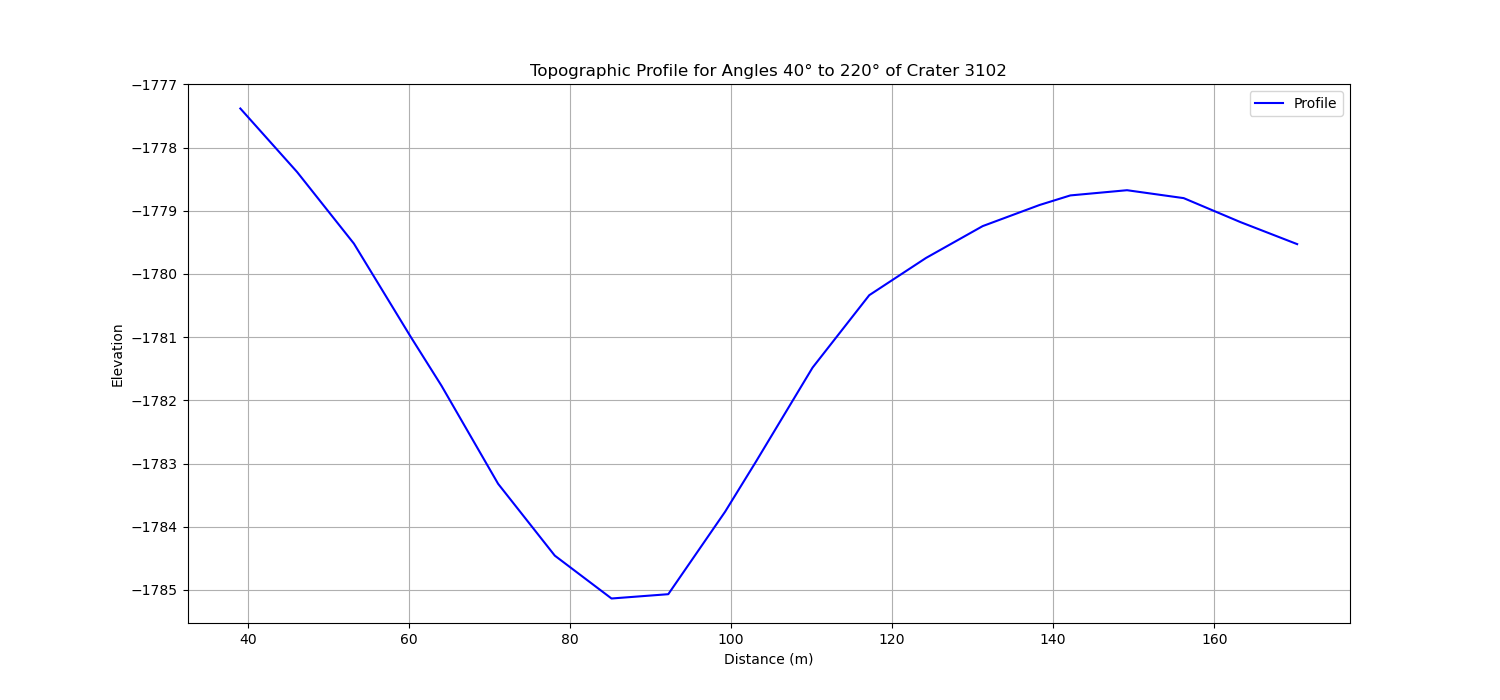 Topographic Profile for Angles 40° to 220° of Crater 3102
Profile
Elevation
−1777
−1778
−1779
−1780
−1781
−1782
−1783
−1784
−1785
40 60 80 100 120 140 160
Distance (m)